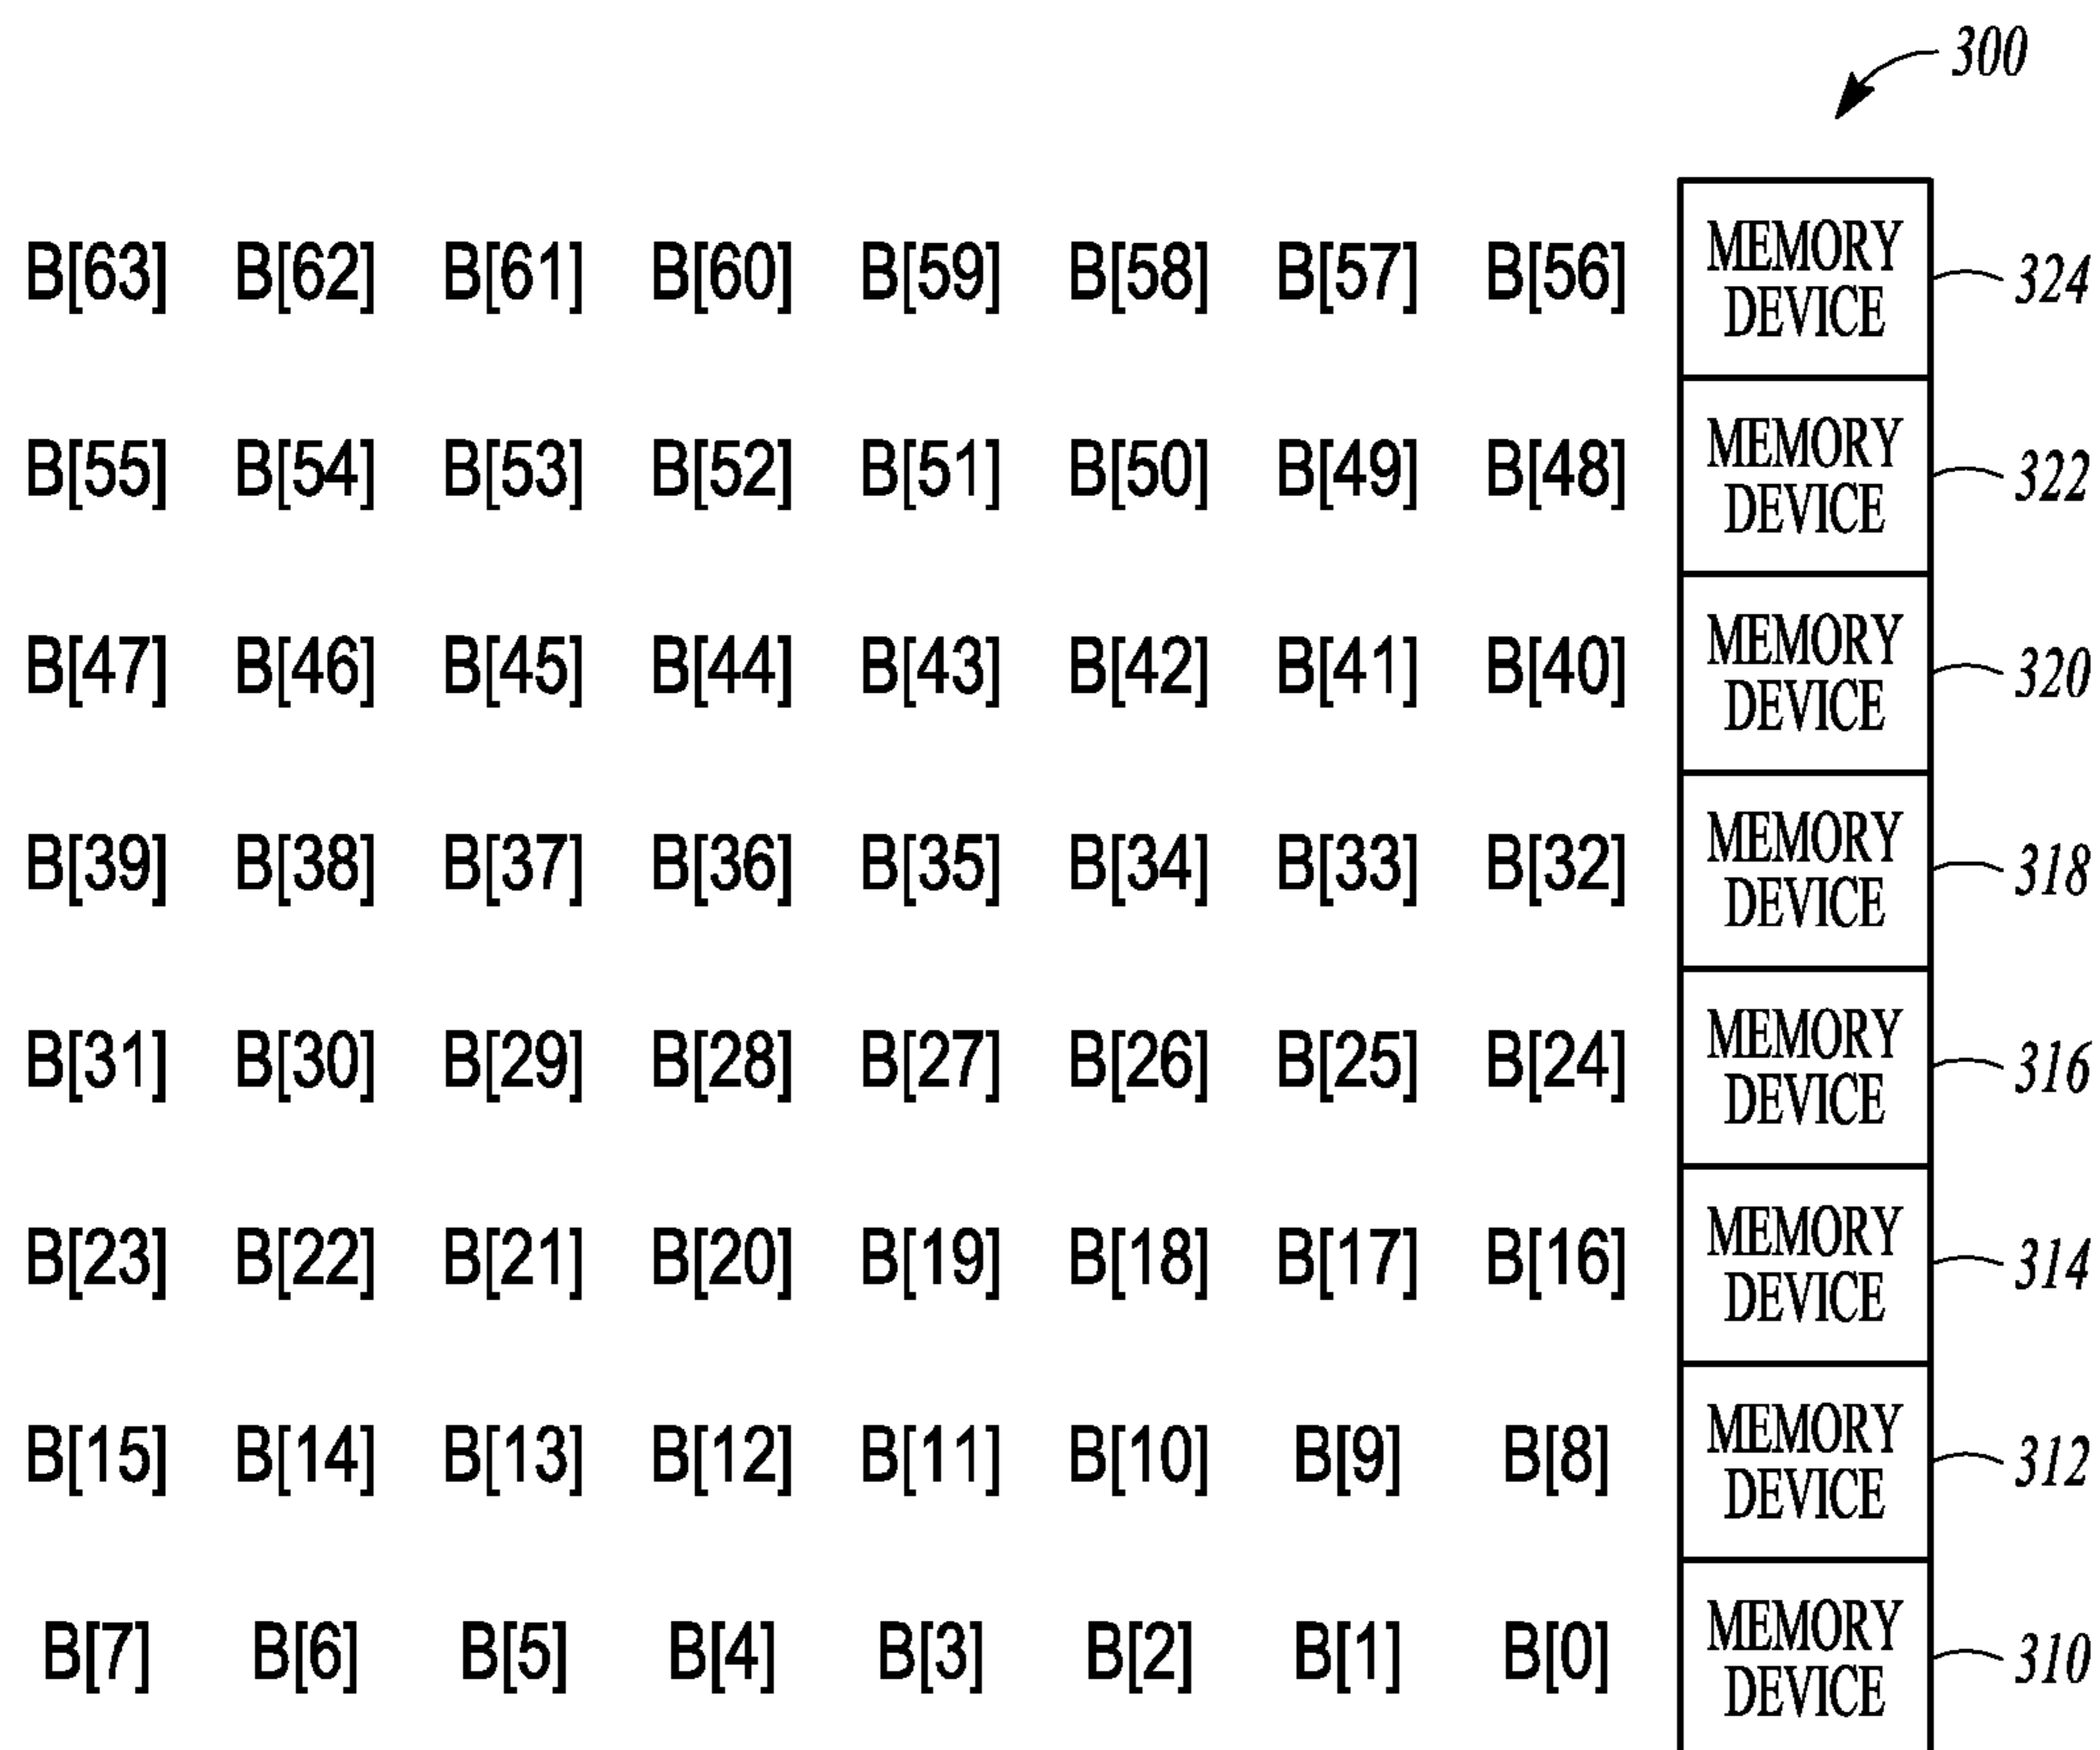 300
B[63] B[62] B[61] B[60] B[59] B[58] B[57] B[56] MEMORY DEVICE 324
B[55] B[54] B[53] B[52] B[51] B[50] B[49] B[48] MEMORY DEVICE 322
B[47] B[46] B[45] B[44] B[43] B[42] B[41] B[40] MEMORY DEVICE 320
B[39] B[38] B[37] B[36] B[35] B[34] B[33] B[32] MEMORY DEVICE 318
B[31] B[30] B[29] B[28] B[27] B[26] B[25] B[24] MEMORY DEVICE 316
B[23] B[22] B[21] B[20] B[19] B[18] B[17] B[16] MEMORY DEVICE 314
B[15] B[14] B[13] B[12] B[11] B[10] B[9] B[8] MEMORY DEVICE 312
B[7] B[6] B[5] B[4] B[3] B[2] B[1] B[0] MEMORY DEVICE 310